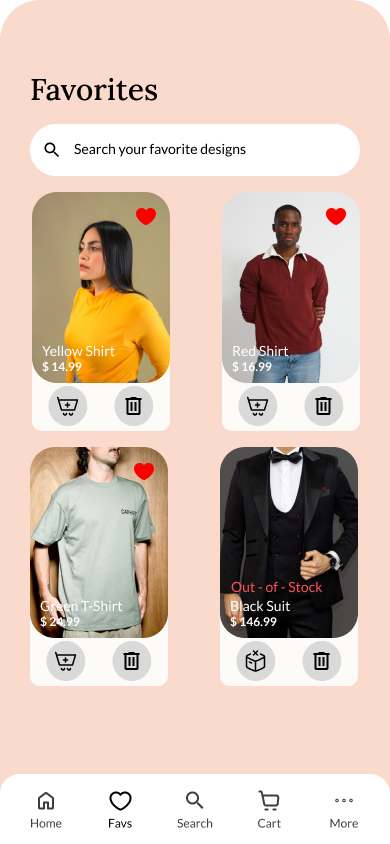 Favorites
Search your favorite designs
Yellow Shirt
$ 14.99
Red Shirt
$ 16.99
Green T-Shirt
$ 24.99
Out - of - Stock
Black Suit
$ 146.99
Home
Favs
Search
Cart
More